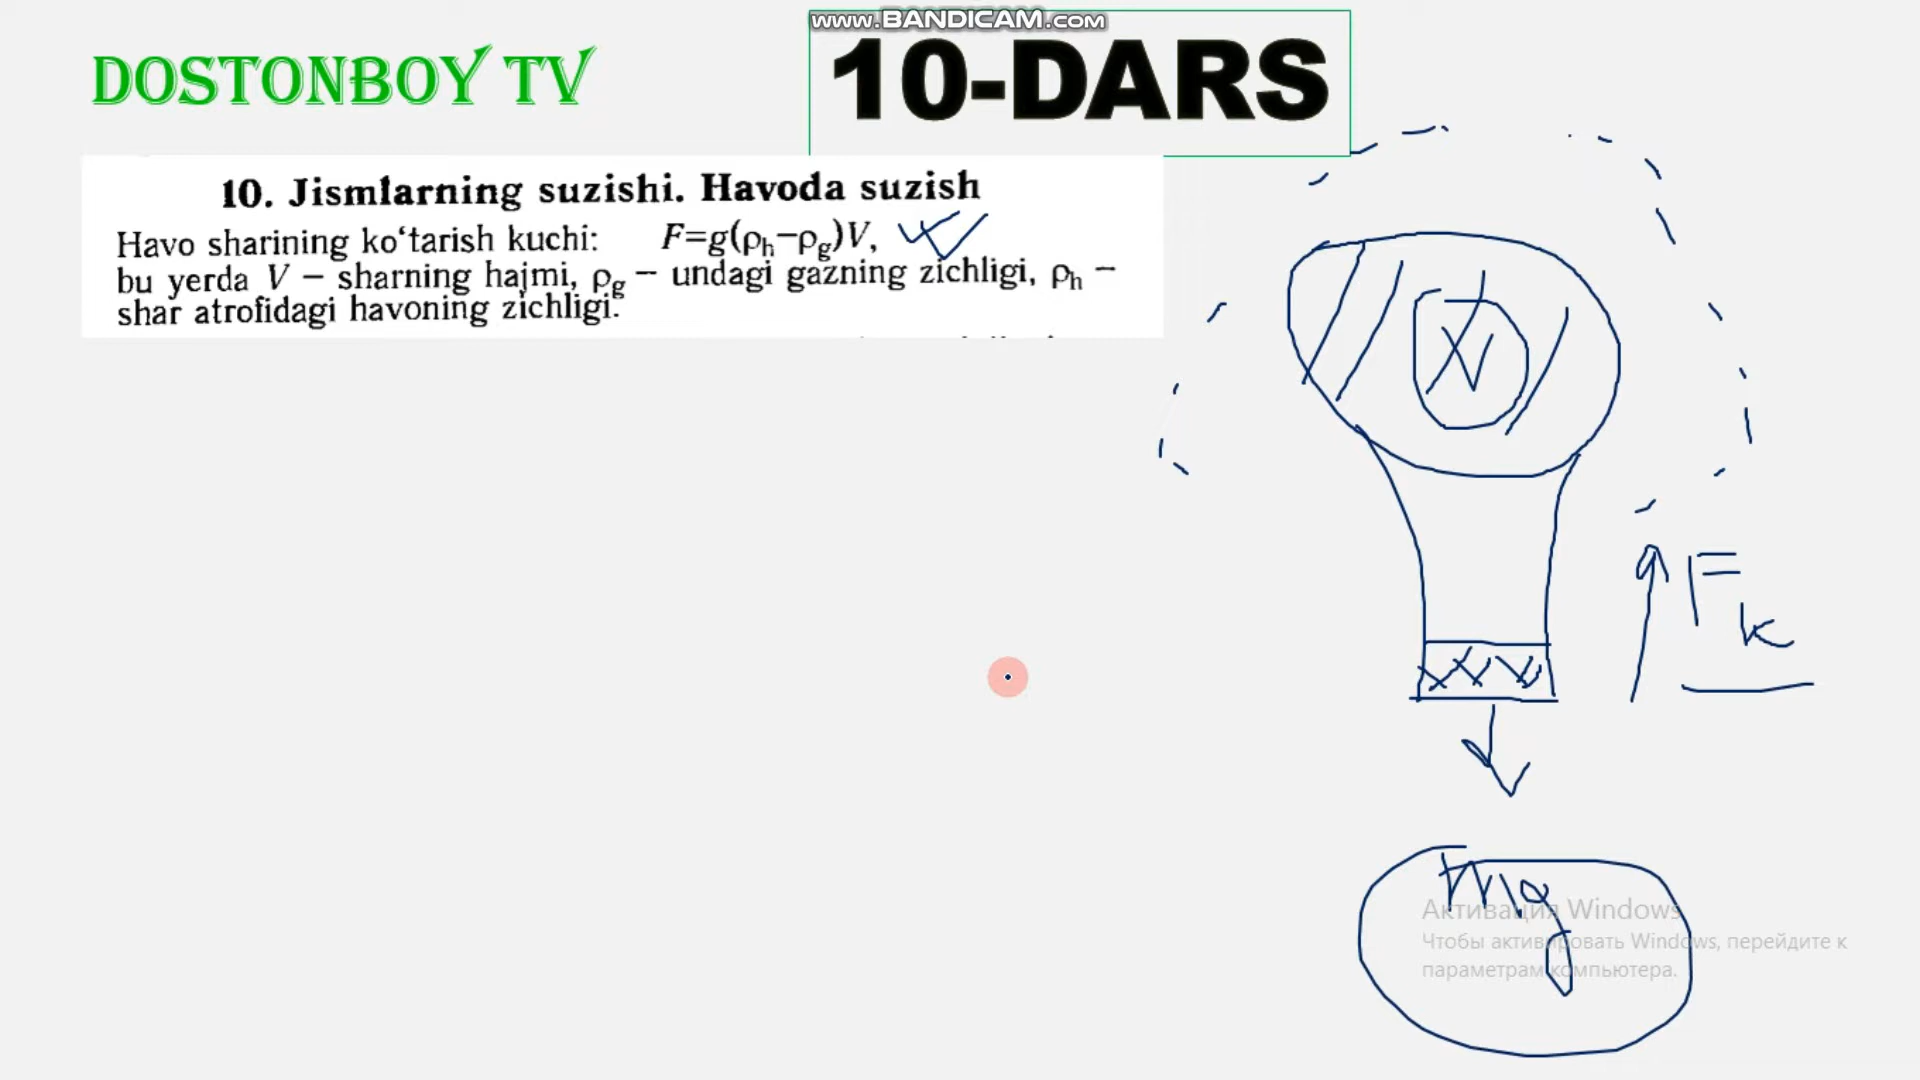 www.BANDICAM.com
DOSTONBOY TV
10-DARS
10. Jismlarning suzishi. Havoda suzish
Havo sharining ko‘tarish kuchi: F=g(ρh−ρg)V,
bu yerda V − sharning hajmi, ρg − undagi gazning zichligi, ρh −
shar atrofidagi havoning zichligi.
V
F k
mg
Активация Windows
Чтобы активировать Windows, перейдите к
параметрам компьютера.